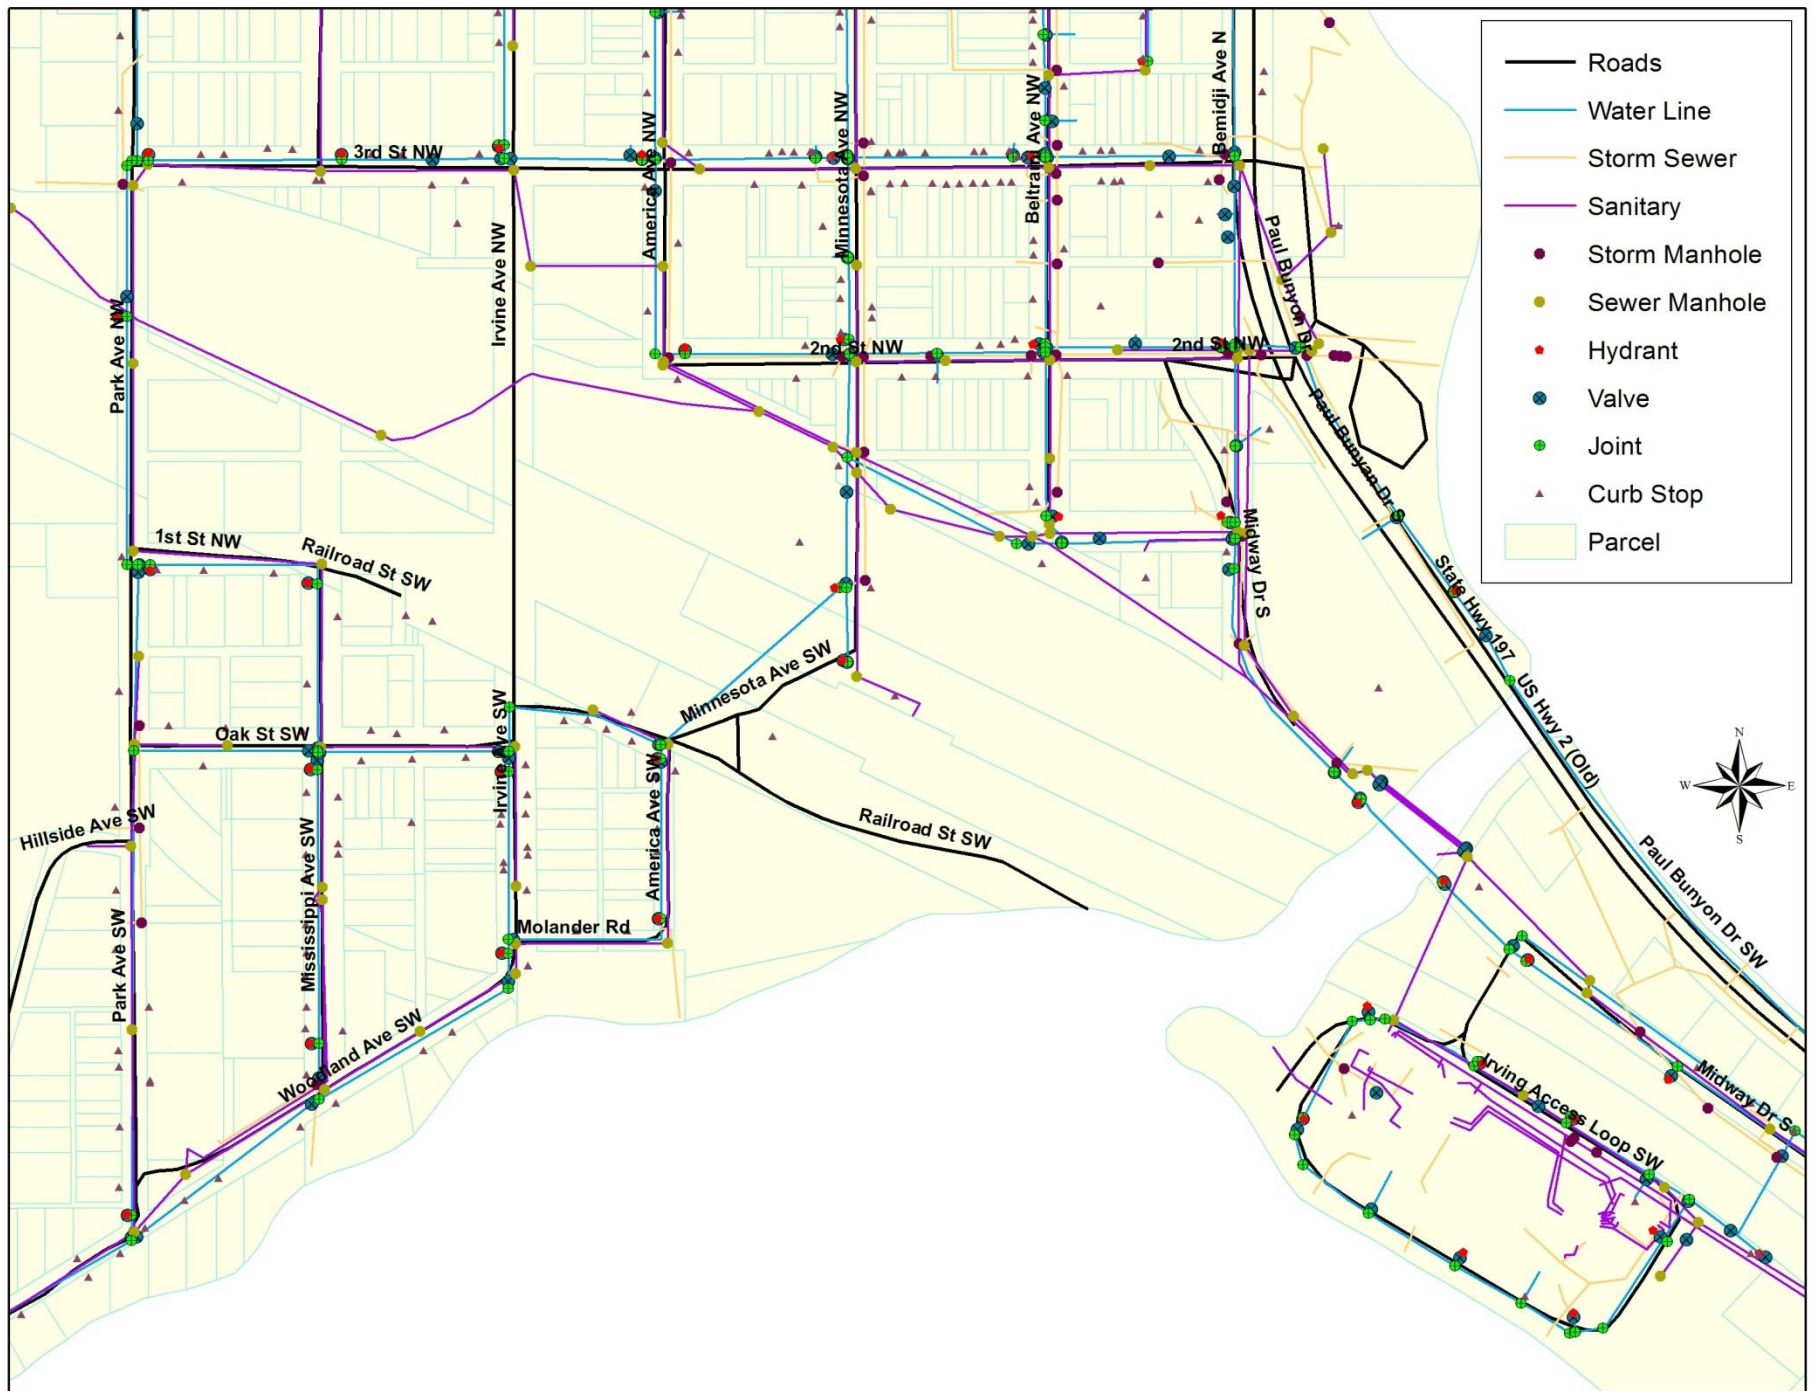 Roads
Water Line
Storm Sewer
Sanitary
Storm Manhole
Sewer Manhole
Hydrant
Valve
Joint
Curb Stop
Parcel
3rd St NW
Irvine Ave NW
America Ave NW
Minnesota Ave NW
Beltrami Ave NW
Bemidji Ave N
Paul Bunyon Dr
Park Ave NW
2nd St NW
2nd St NW
Paul Bunyan Dr S
1st St NW
Railroad St SW
Midway Dr S
State Hwy 197
US Hwy 2 (Old)
Minnesota Ave SW
Oak St SW
Irvine Ave SW
America Ave SW
Hillside Ave SW
Mississippi Ave SW
Railroad St SW
Paul Bunyon Dr SW
N
W
E
S
Park Ave SW
Molander Rd
Woodland Ave SW
Irving Access Loop SW
Midway Dr S